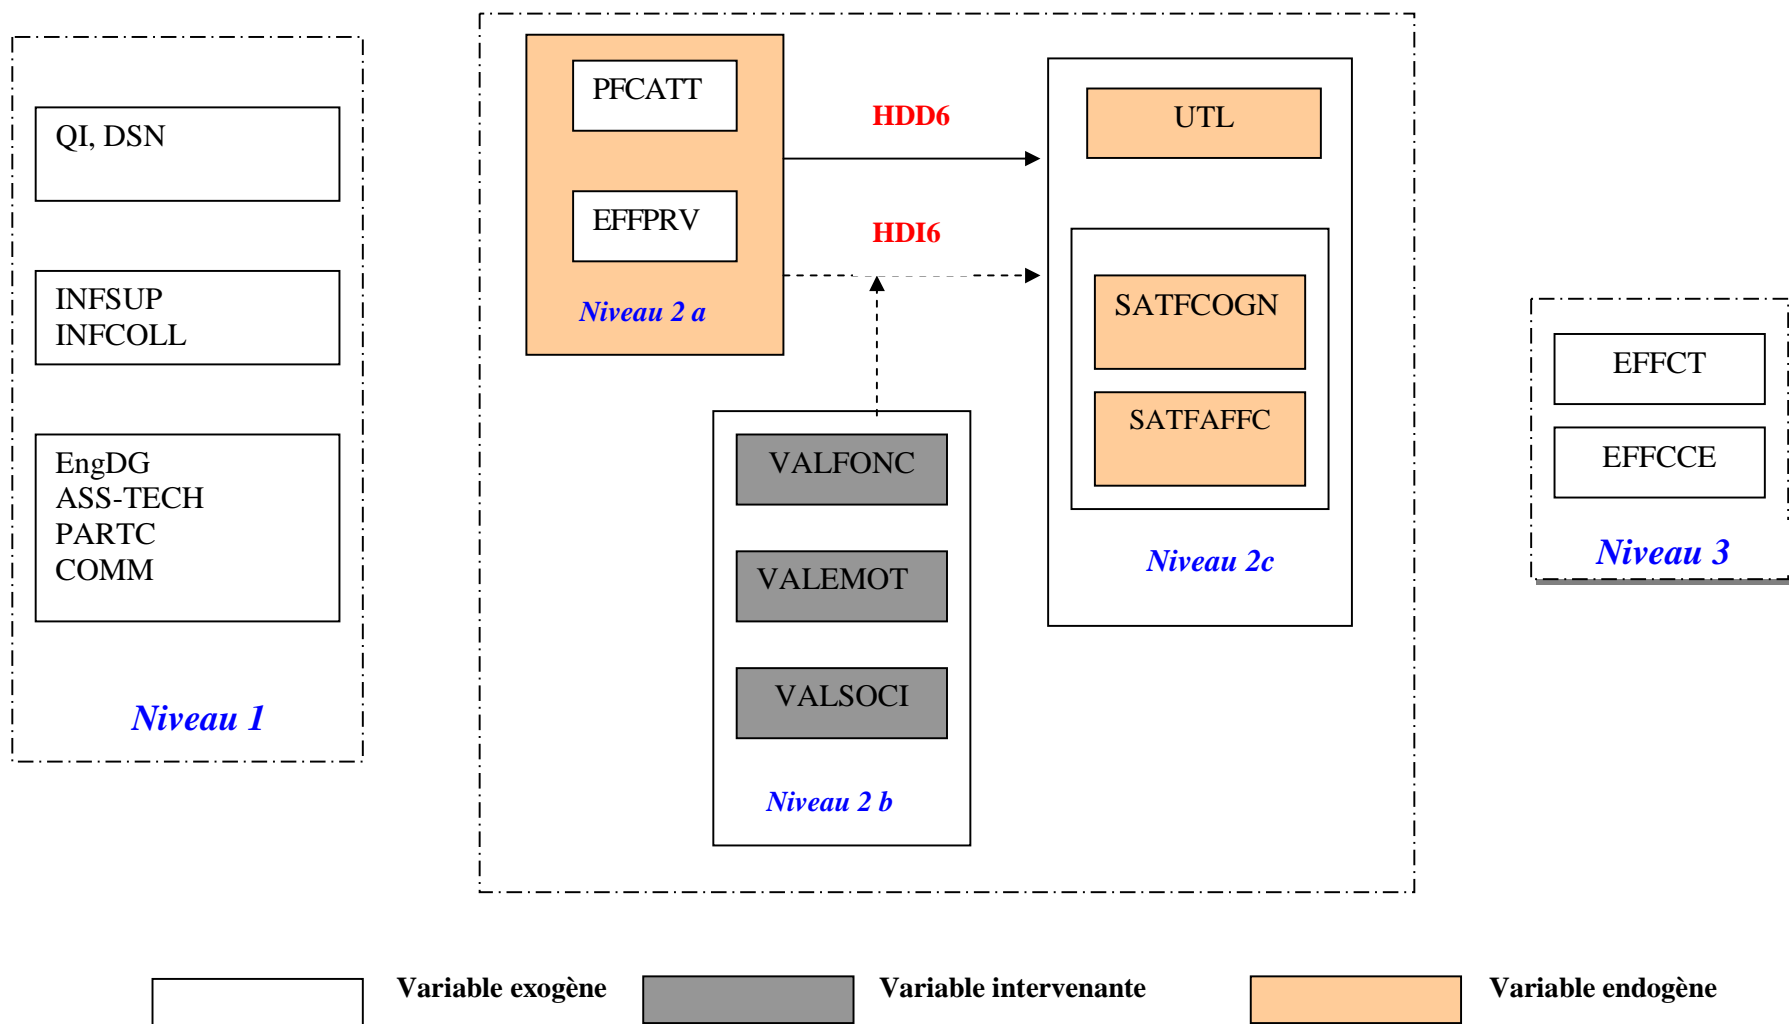 QI, DSN
INFSUP
INFCOLL
EngDG
ASS-TECH
PARTC
COMM
Niveau 1
PFCATT
EFFPRV
Niveau 2 a
HDD6
HDI6
VALFONC
VALEMOT
VALSOCI
Niveau 2 b
UTL
SATFCOGN
SATFAFFC
Niveau 2c
EFFCT
EFFCCE
Niveau 3
Variable exogène
Variable intervenante
Variable endogène